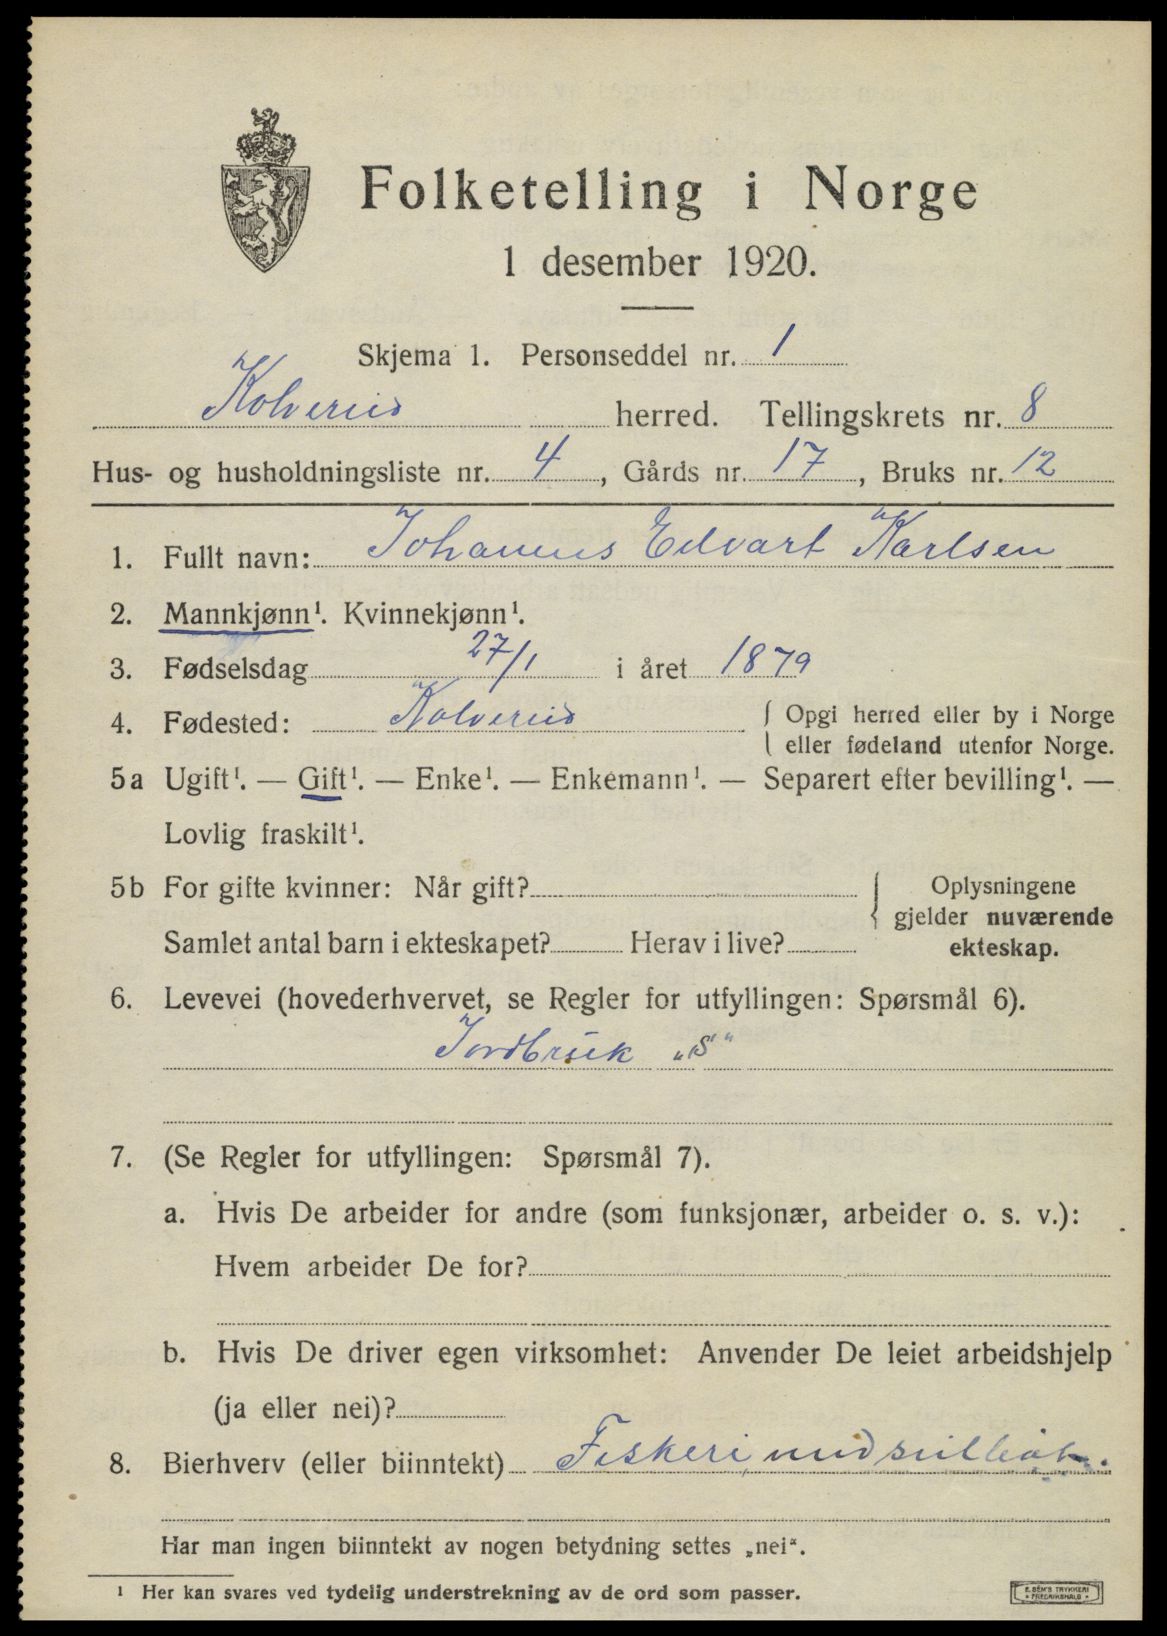 Folketelling i Norge
1 desember 1920.
Skjema 1. Personseddel nr. 1
Kolvereid herred. Tellingskrets nr. 8
Hus- og husholdningsliste nr. 4, Gårds nr. 17, Bruks nr. 12
1. Fullt navn: Johannes Edvart Karlsen
2. Mannkjønn¹. Kvinnekjønn¹.
3. Fødselsdag 27/1 i året 1879
4. Fødested: Kolvereid { Opgi herred eller by i Norge
eller fødeland utenfor Norge.
5a Ugift¹. — Gift¹. — Enke¹. — Enkemann¹. — Separert efter bevilling¹. —
Lovlig fraskilt¹.
5b For gifte kvinner: Når gift?
Samlet antal barn i ekteskapet? Herav i live?
{ Oplysningene
gjelder nuværende
ekteskap.
6. Levevei (hovederhvervet, se Regler for utfyllingen: Spørsmål 6).
Jordbruk „S"
7. (Se Regler for utfyllingen: Spørsmål 7).
a. Hvis De arbeider for andre (som funksjonær, arbeider o. s. v.):
Hvem arbeider De for?
b. Hvis De driver egen virksomhet: Anvender De leiet arbeidshjelp
(ja eller nei)?
8. Bierhverv (eller biinntekt) Fiskeri
Har man ingen biinntekt av nogen betydning settes „nei“.
¹ Her kan svares ved tydelig understrekning av de ord som passer.
E. SEM'S TRYKKERI
* FREDRIKSHALD *